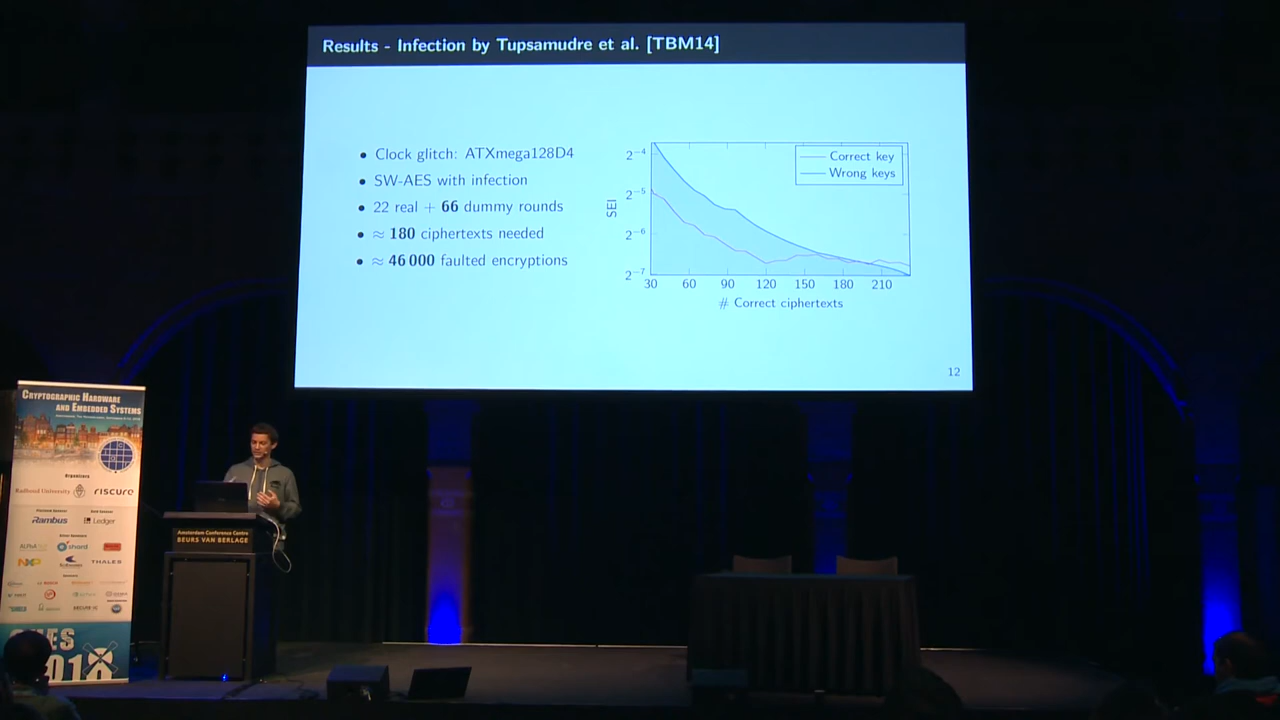 Results - Infection by Tupsamudre et al. [TBM14]
• Clock glitch: ATXmega128D4
• SW-AES with infection
• 22 real + 66 dummy rounds
• ≈ 180 ciphertexts needed
• ≈ 46 000 faulted encryptions
Correct key
Wrong keys
2⁻⁴
2⁻⁵
2⁻⁶
2⁻⁷
SEI
30 60 90 120 150 180 210
# Correct ciphertexts
12
Cryptographic Hardware
and Embedded Systems
Organizers
Radboud University
riscure
Rambus
Ledger
eshard
NXP
THALES
Amsterdam Conference Centre
BEURS VAN BERLAGE